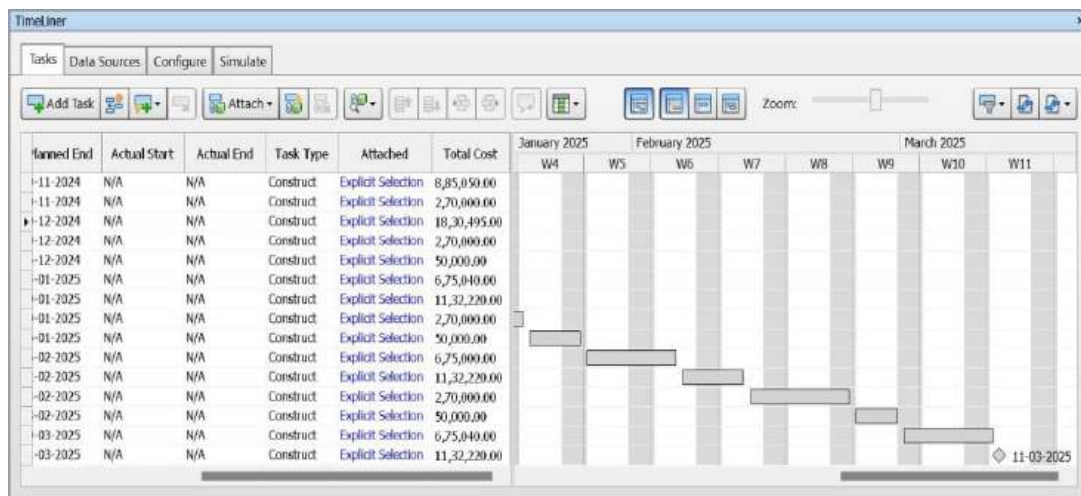 TimeLiner
Tasks Data Sources Configure Simulate
Add Task Attach Zoom:
Planned End Actual Start Actual End Task Type Attached Total Cost January 2025 February 2025 March 2025
W4 W5 W6 W7 W8 W9 W10 W11
-11-2024 N/A N/A Construct Explicit Selection 8,85,050.00
-11-2024 N/A N/A Construct Explicit Selection 2,70,000.00
-12-2024 N/A N/A Construct Explicit Selection 18,30,495.00
-12-2024 N/A N/A Construct Explicit Selection 2,70,000.00
-12-2024 N/A N/A Construct Explicit Selection 50,000.00
-01-2025 N/A N/A Construct Explicit Selection 6,75,040.00
-01-2025 N/A N/A Construct Explicit Selection 11,32,220.00
-01-2025 N/A N/A Construct Explicit Selection 2,70,000.00
-01-2025 N/A N/A Construct Explicit Selection 50,000.00
-02-2025 N/A N/A Construct Explicit Selection 6,75,000.00
-02-2025 N/A N/A Construct Explicit Selection 11,32,220.00
-02-2025 N/A N/A Construct Explicit Selection 2,70,000.00
-02-2025 N/A N/A Construct Explicit Selection 50,000.00
-03-2025 N/A N/A Construct Explicit Selection 6,75,040.00
-03-2025 N/A N/A Construct Explicit Selection 11,32,220.00 11-03-2025